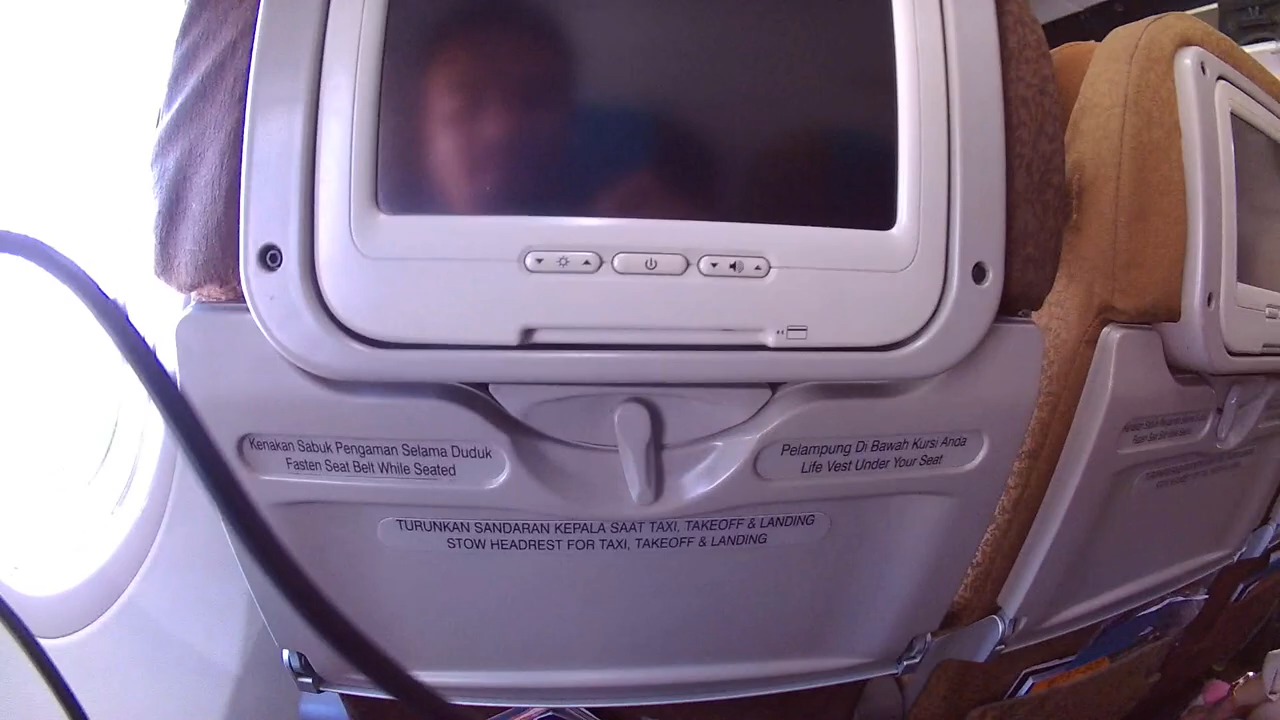 Kenakan Sabuk Pengaman Selama Duduk
Fasten Seat Belt While Seated
Pelampung Di Bawah Kursi Anda
Life Vest Under Your Seat
TURUNKAN SANDARAN KEPALA SAAT TAXI, TAKEOFF & LANDING
STOW HEADREST FOR TAXI, TAKEOFF & LANDING